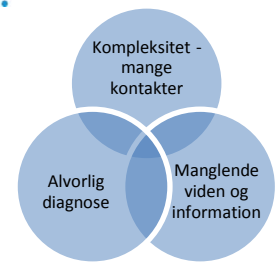 Kompleksitet -
mange
kontakter
Alvorlig
diagnose
Manglende
viden og
information